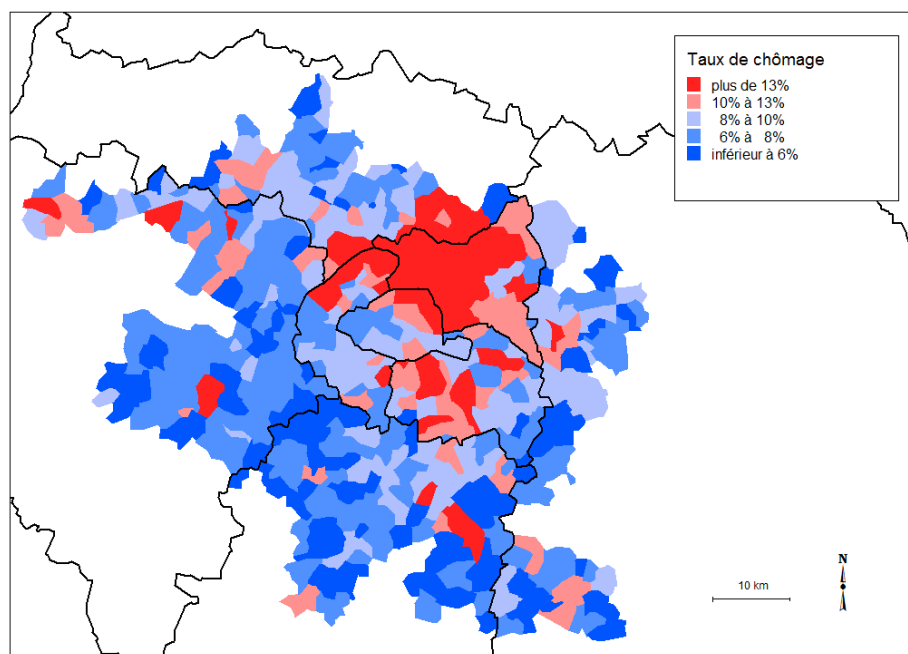 Taux de chômage
plus de 13%
10% à 13%
8% à 10%
6% à 8%
inférieur à 6%
N
10 km